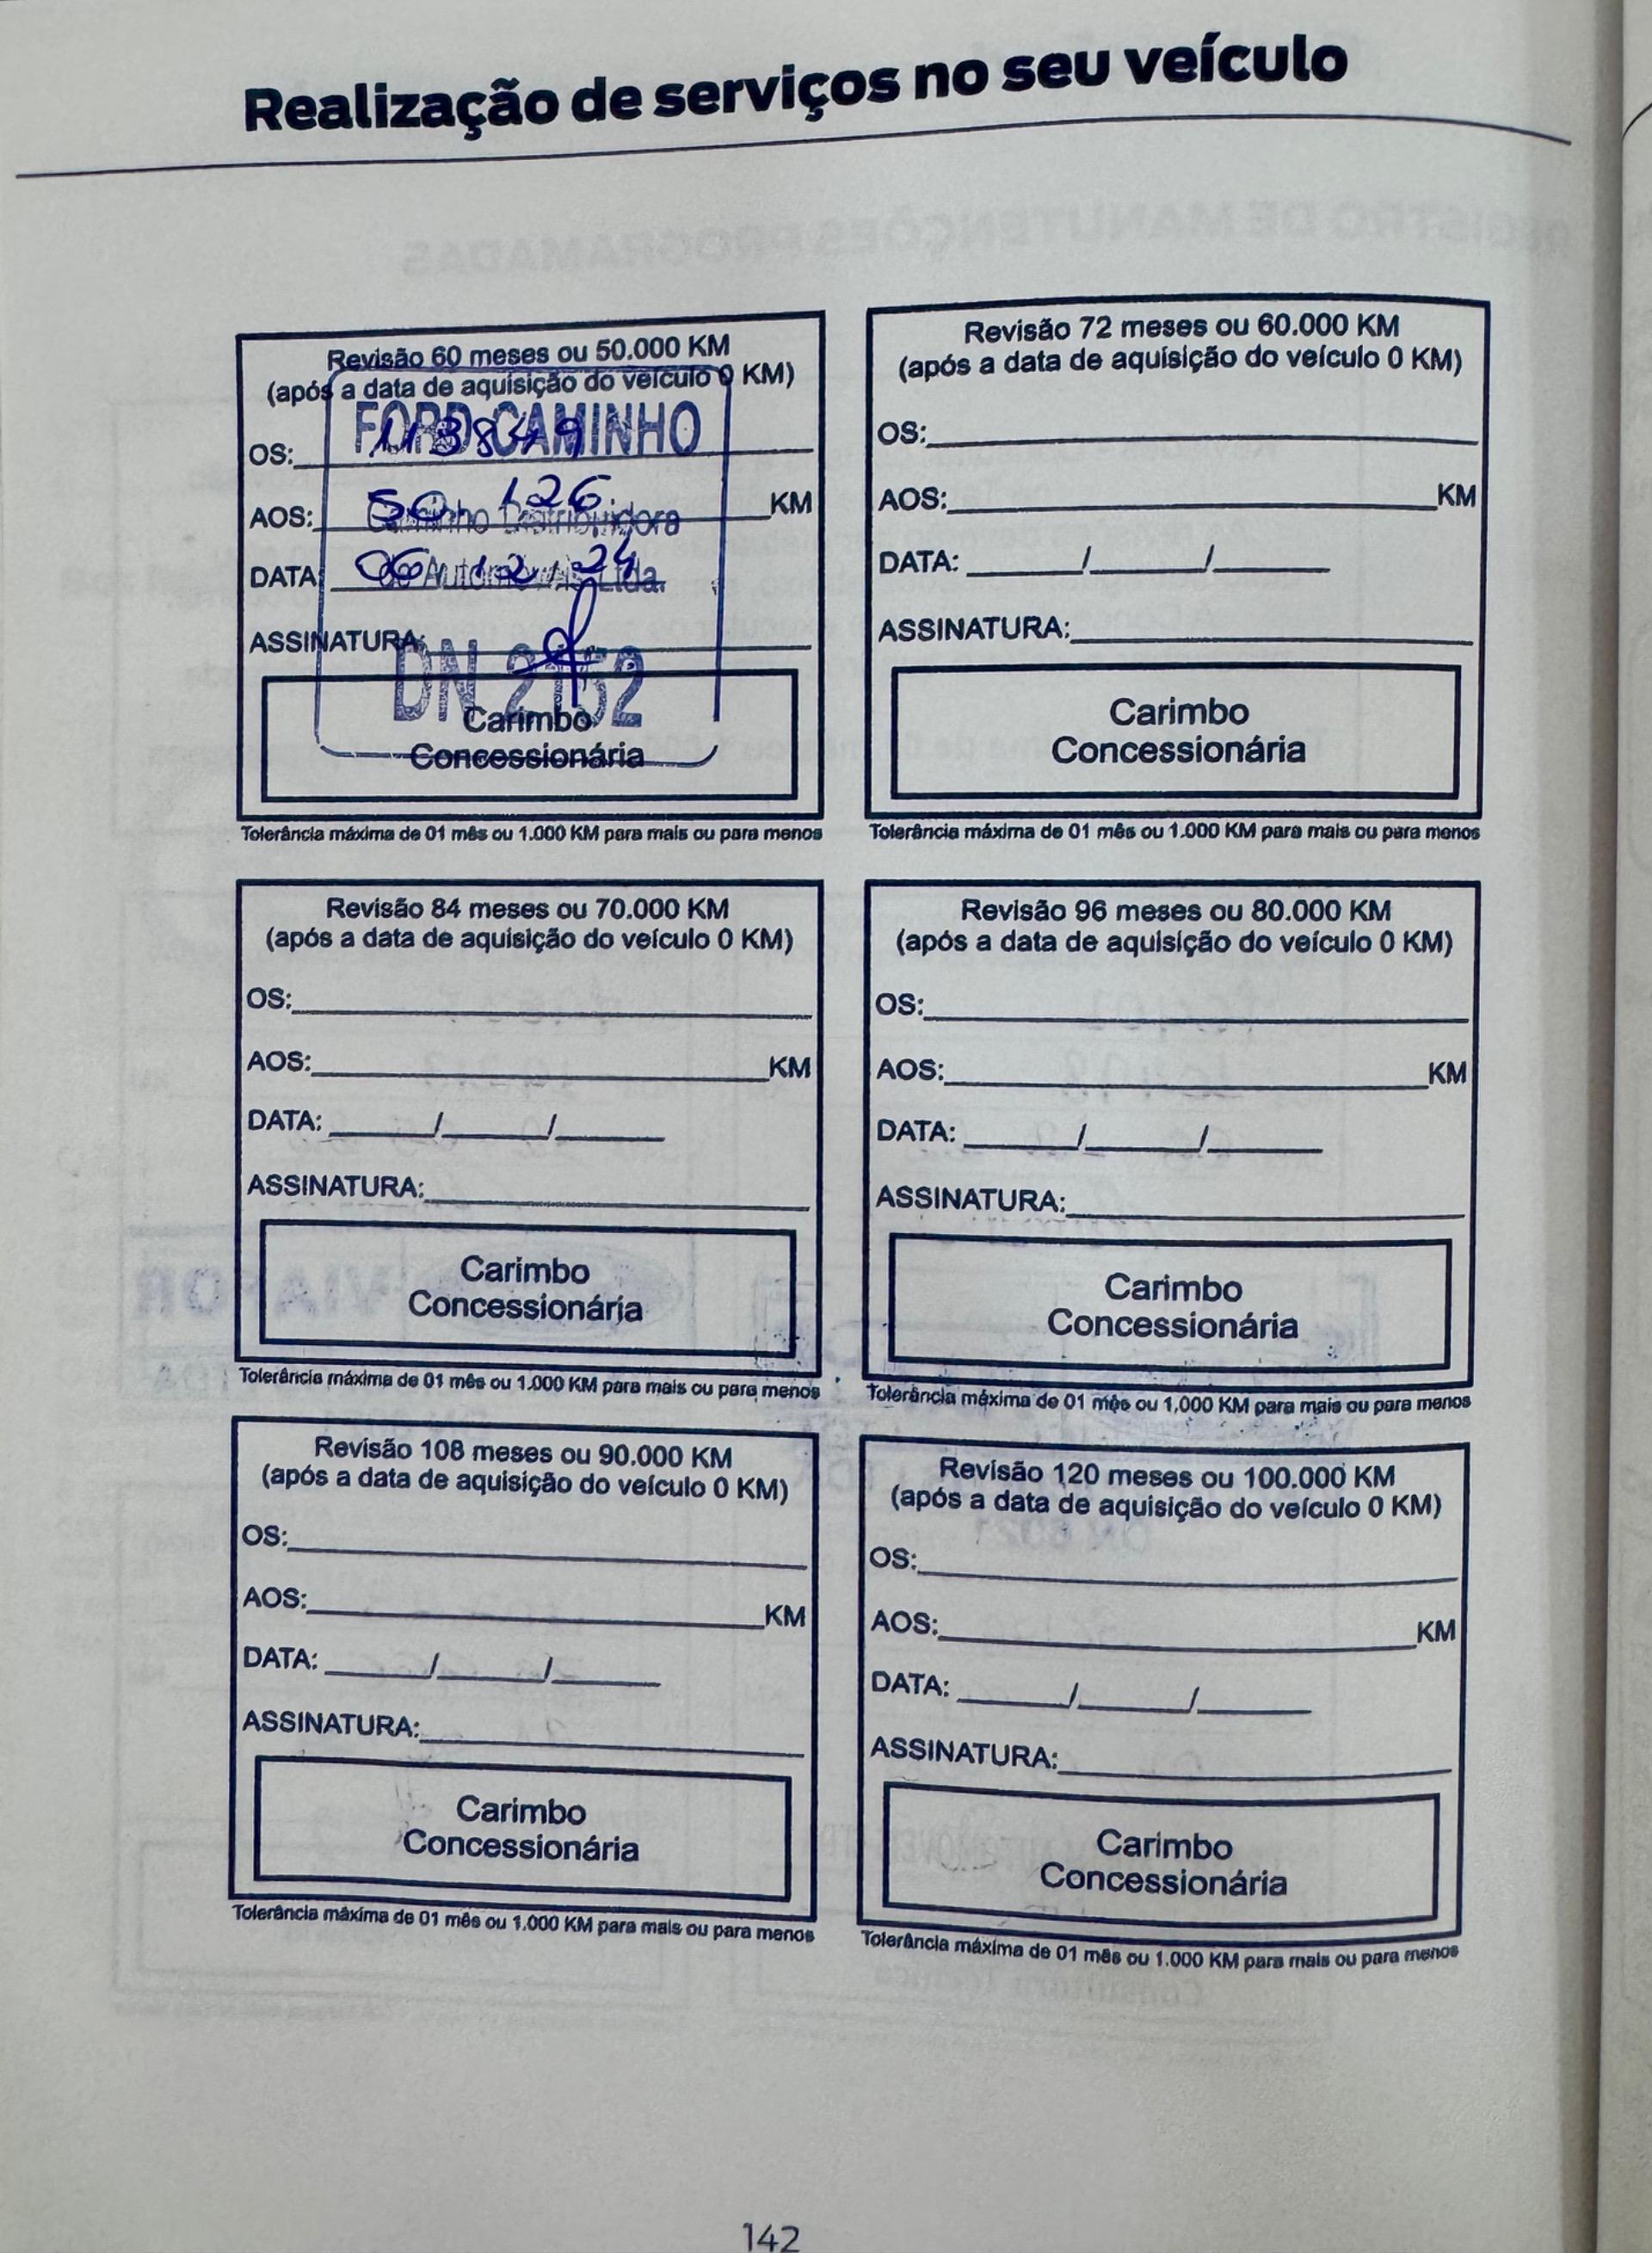 Realização de serviços no seu veículo
Revisão 60 meses ou 50.000 KM
(após a data de aquisição do veículo 0 KM)
FORD CAMINHO
OS:
AOS: 50.126 KM
Caminho Distribuidora
DATA: 06 12 24
de Automóveis Ltda.
ASSINATURA:
DN 2152
Carimbo
Concessionária
Tolerância máxima de 01 mês ou 1.000 KM para mais ou para menos
Revisão 72 meses ou 60.000 KM
(após a data de aquisição do veículo 0 KM)
OS:
AOS: KM
DATA: / /
ASSINATURA:
Carimbo
Concessionária
Tolerância máxima de 01 mês ou 1.000 KM para mais ou para menos
Revisão 84 meses ou 70.000 KM
(após a data de aquisição do veículo 0 KM)
OS:
AOS: KM
DATA: / /
ASSINATURA:
Carimbo
Concessionária
Tolerância máxima de 01 mês ou 1.000 KM para mais ou para menos
Revisão 96 meses ou 80.000 KM
(após a data de aquisição do veículo 0 KM)
OS:
AOS: KM
DATA: / /
ASSINATURA:
Carimbo
Concessionária
Tolerância máxima de 01 mês ou 1,000 KM para mais ou para menos
Revisão 108 meses ou 90.000 KM
(após a data de aquisição do veículo 0 KM)
OS:
AOS: KM
DATA: / /
ASSINATURA:
Carimbo
Concessionária
Tolerância máxima de 01 mês ou 1.000 KM para mais ou para menos
Revisão 120 meses ou 100.000 KM
(após a data de aquisição do veículo 0 KM)
OS:
AOS: KM
DATA: / /
ASSINATURA:
Carimbo
Concessionária
Tolerância máxima de 01 mês ou 1.000 KM para mais ou para menos
142